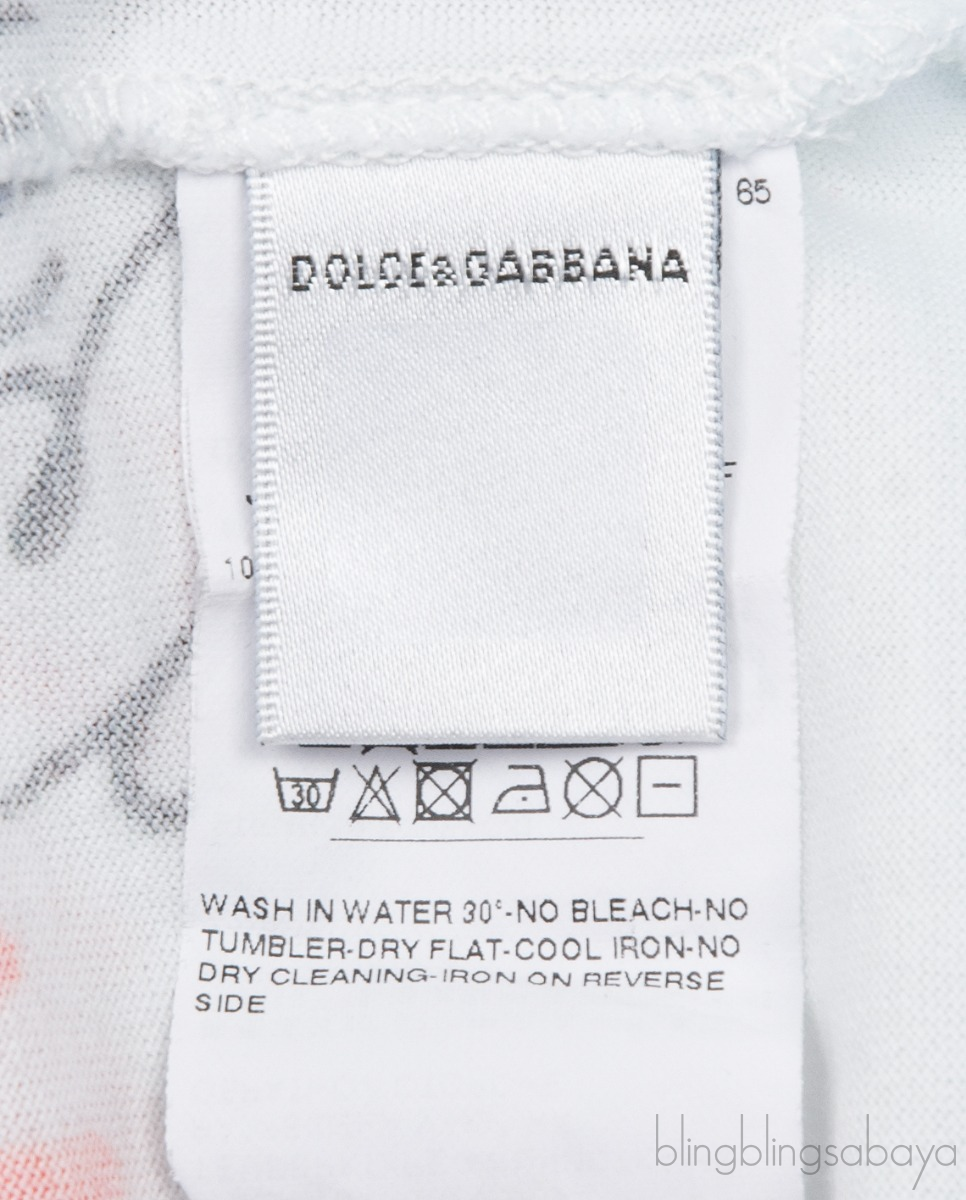 65
DOLCE&GABBANA
10
30
WASH IN WATER 30°-NO BLEACH-NO
TUMBLER-DRY FLAT-COOL IRON-NO
DRY CLEANING-IRON ON REVERSE
SIDE
blingblingsabaya